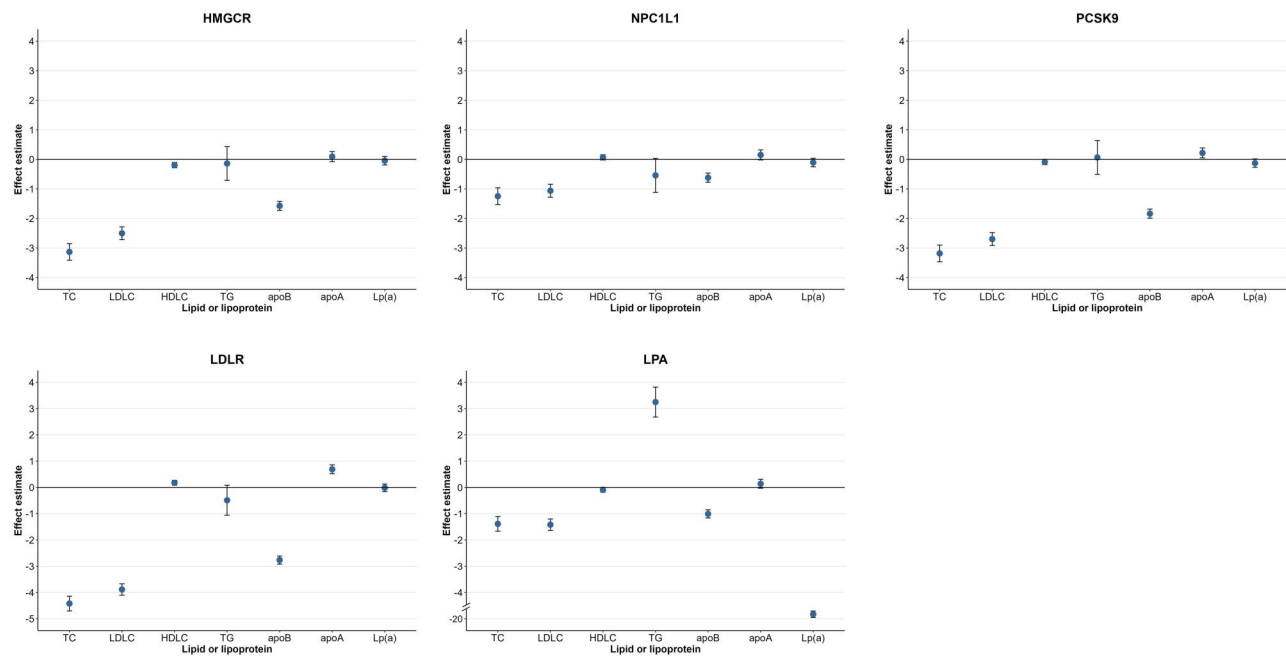 HMGCR
4
3
2
1
0
-1
-2
-3
-4
Effect estimate
TC LDLC HDLC TG apoB apoA Lp(a)
Lipid or lipoprotein
NPC1L1
4
3
2
1
0
-1
-2
-3
-4
Effect estimate
TC LDLC HDLC TG apoB apoA Lp(a)
Lipid or lipoprotein
PCSK9
4
3
2
1
0
-1
-2
-3
-4
Effect estimate
TC LDLC HDLC TG apoB apoA Lp(a)
Lipid or lipoprotein
LDLR
4
3
2
1
0
-1
-2
-3
-4
-5
Effect estimate
TC LDLC HDLC TG apoB apoA Lp(a)
Lipid or lipoprotein
LPA
4
3
2
1
0
-1
-2
-3
-4
-20
Effect estimate
TC LDLC HDLC TG apoB apoA Lp(a)
Lipid or lipoprotein